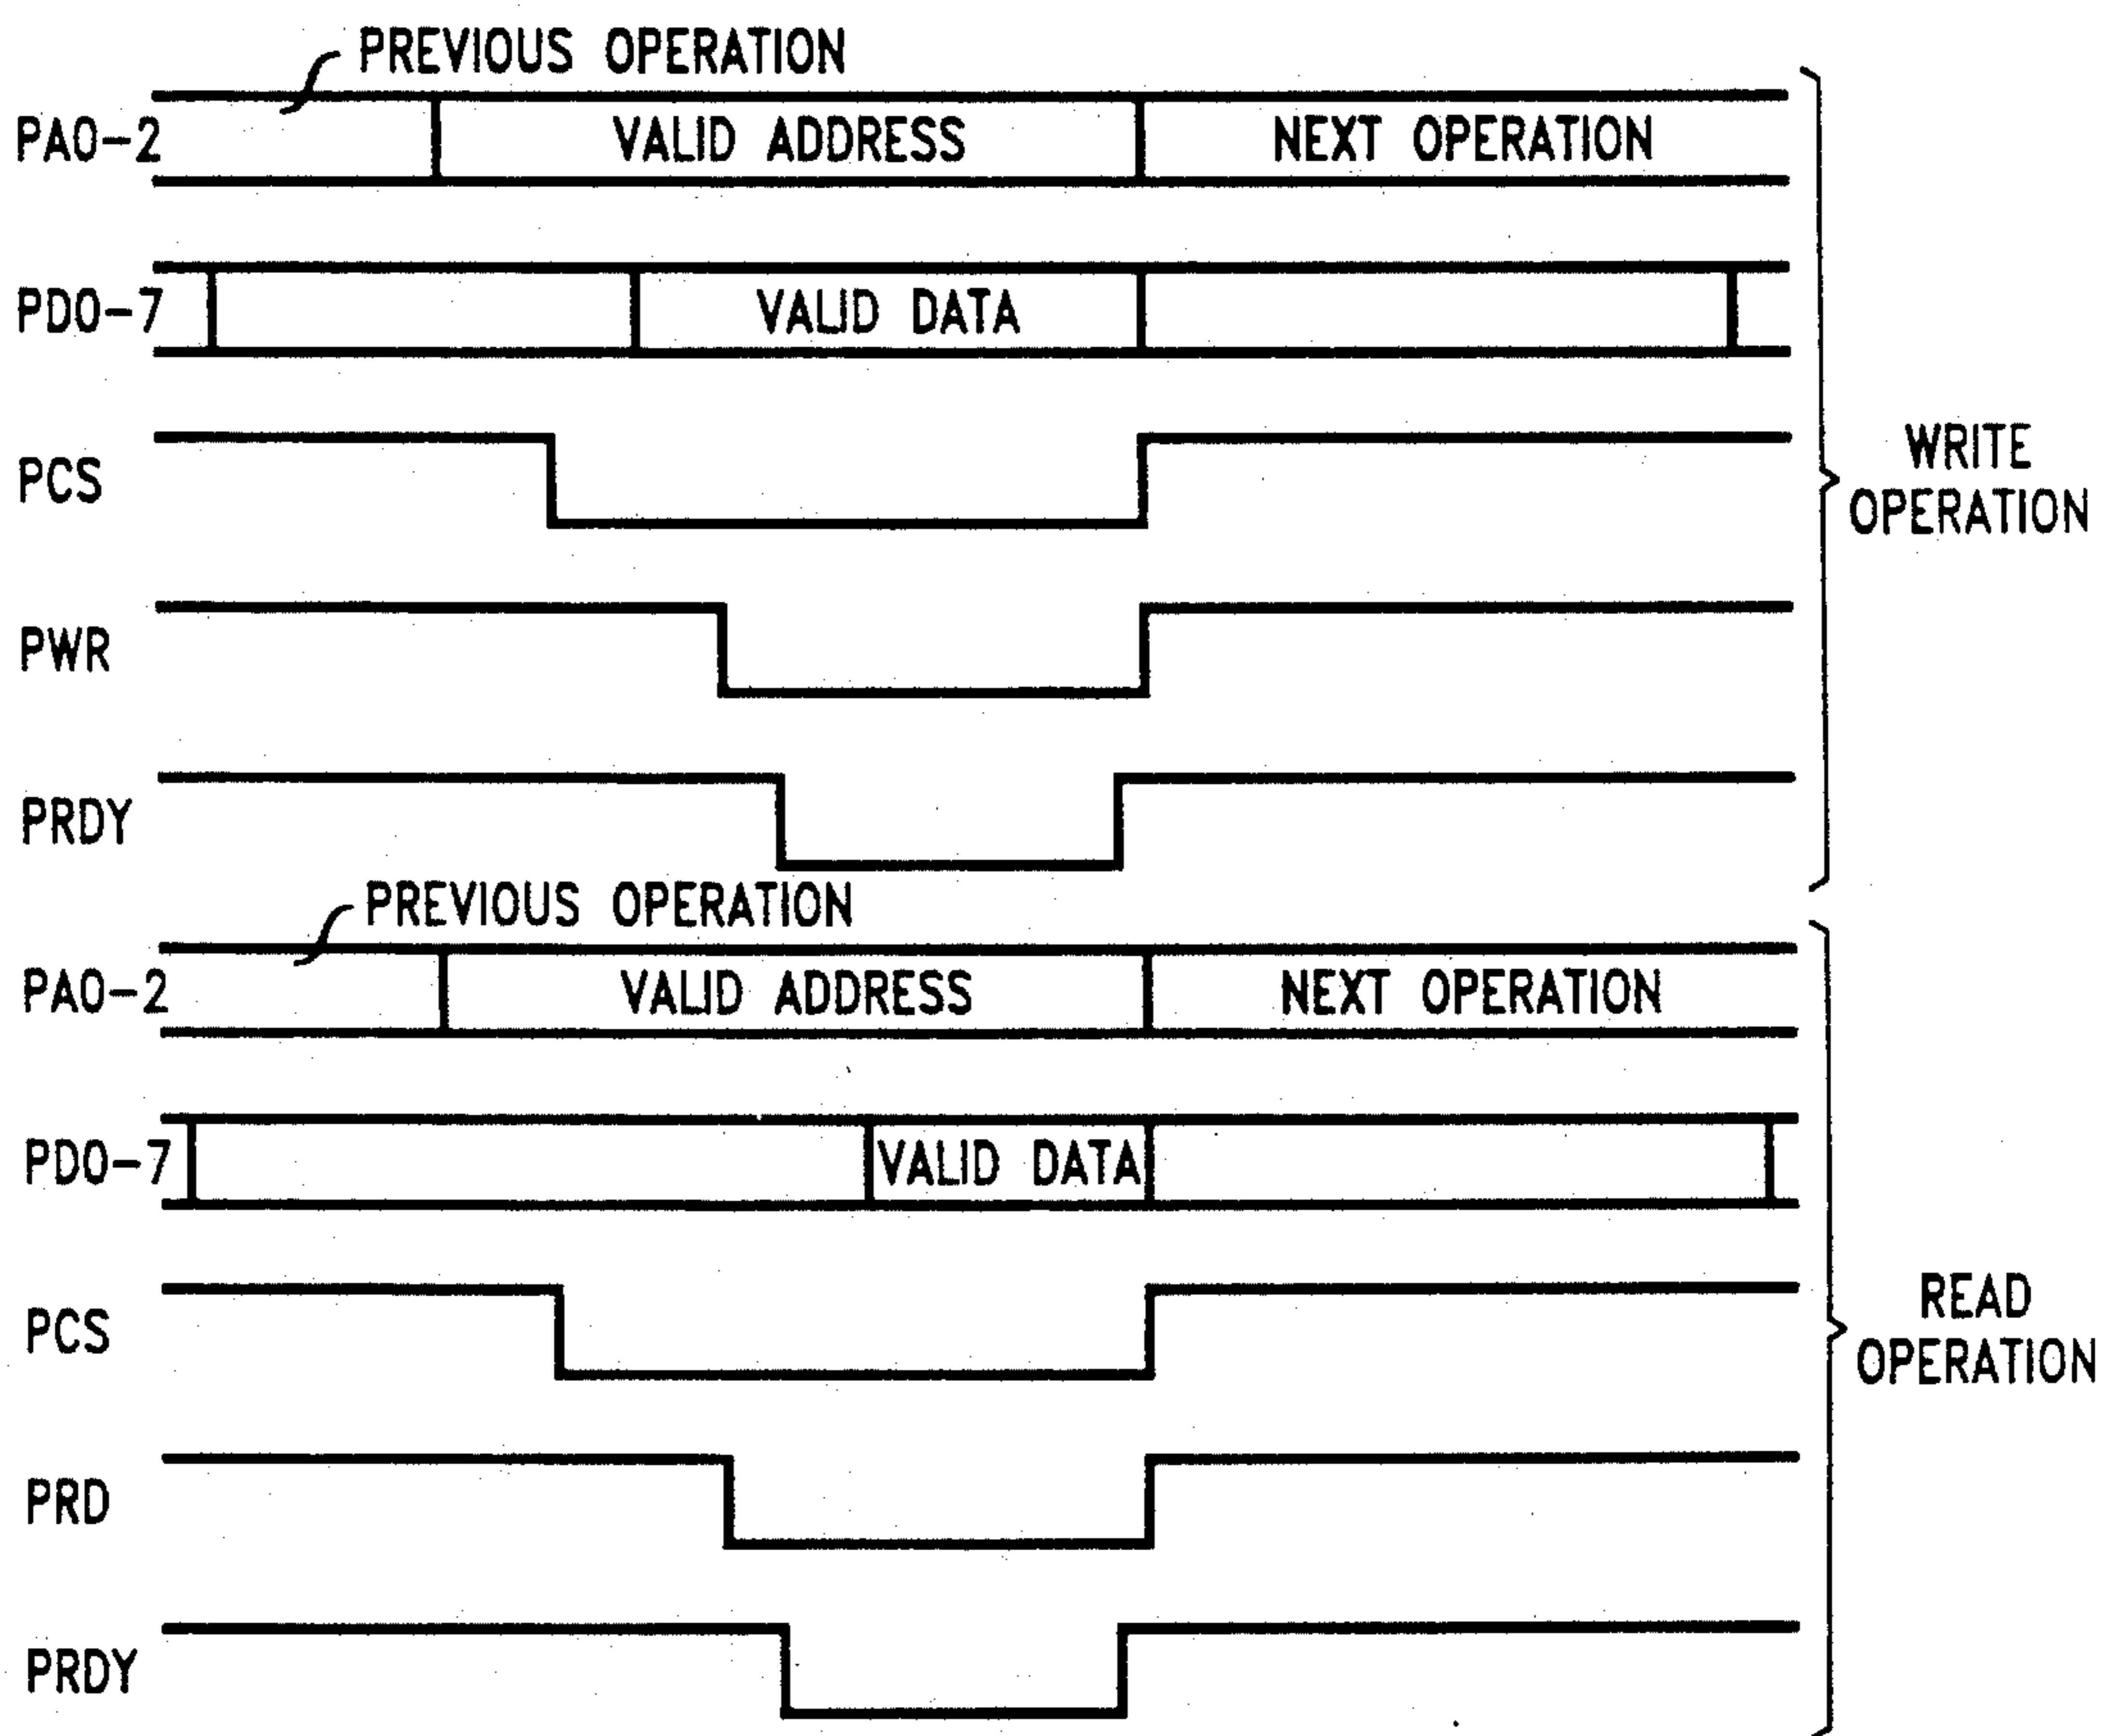 PREVIOUS OPERATION
PA0-2 VALID ADDRESS NEXT OPERATION
PD0-7 VALID DATA
PCS
WRITE
OPERATION
PWR
PRDY
PREVIOUS OPERATION
PA0-2 VALID ADDRESS NEXT OPERATION
PD0-7 VALID DATA
PCS
READ
OPERATION
PRD
PRDY